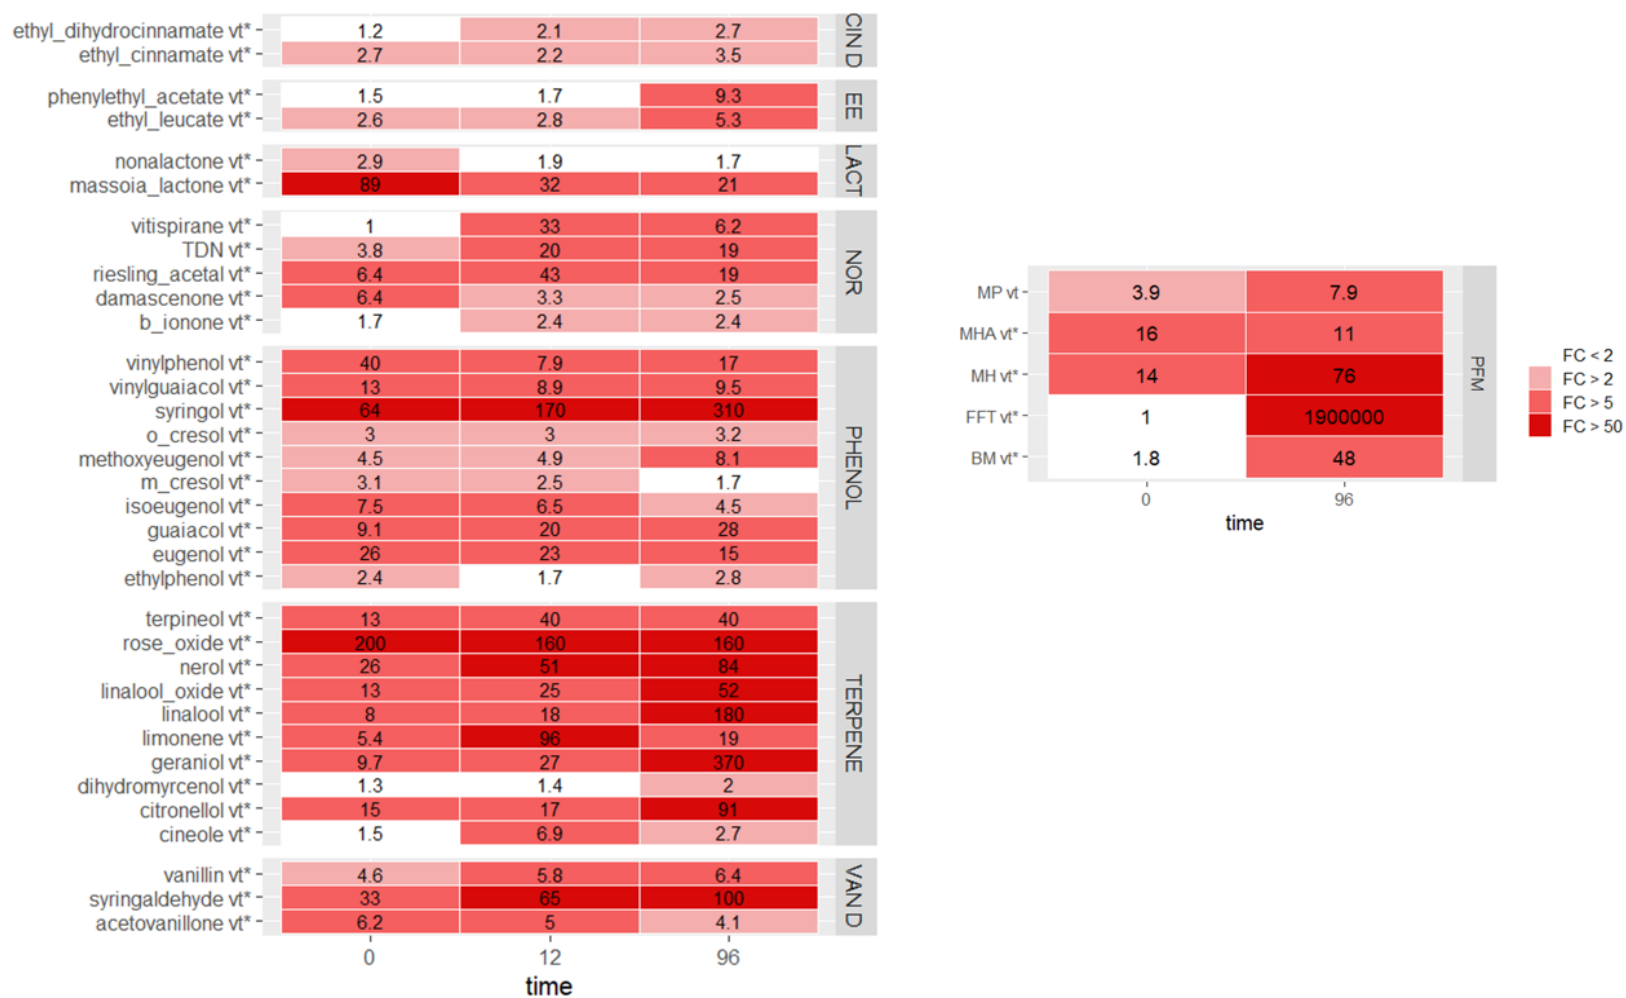 ethyl_dihydrocinnamate vt* 1.2 2.1 2.7
ethyl_cinnamate vt* 2.7 2.2 3.5
CIN D
phenylethyl_acetate vt* 1.5 1.7 9.3
ethyl_leucate vt* 2.6 2.8 5.3
EE
nonalactone vt* 2.9 1.9 1.7
massoia_lactone vt* 89 32 21
LACT
vitispirane vt* 1 33 6.2
TDN vt* 3.8 20 19
riesling_acetal vt* 6.4 43 19
damascenone vt* 6.4 3.3 2.5
b_ionone vt* 1.7 2.4 2.4
NOR
vinylphenol vt* 40 7.9 17
vinylguaiacol vt* 13 8.9 9.5
syringol vt* 64 170 310
o_cresol vt* 3 3 3.2
methoxyeugenol vt* 4.5 4.9 8.1
m_cresol vt* 3.1 2.5 1.7
isoeugenol vt* 7.5 6.5 4.5
guaiacol vt* 9.1 20 28
eugenol vt* 26 23 15
ethylphenol vt* 2.4 1.7 2.8
PHENOL
terpineol vt* 13 40 40
rose_oxide vt* 200 160 160
nerol vt* 26 51 84
linalool_oxide vt* 13 25 52
linalool vt* 8 18 180
limonene vt* 5.4 96 19
geraniol vt* 9.7 27 370
dihydromyrcenol vt* 1.3 1.4 2
citronellol vt* 15 17 91
cineole vt* 1.5 6.9 2.7
TERPENE
vanillin vt* 4.6 5.8 6.4
syringaldehyde vt* 33 65 100
acetovanillone vt* 6.2 5 4.1
VAN D
0 12 96
time
MP vt 3.9 7.9
MHA vt* 16 11
MH vt* 14 76
FFT vt* 1 1900000
BM vt* 1.8 48
PFM
0 96
time
FC < 2
FC > 2
FC > 5
FC > 50